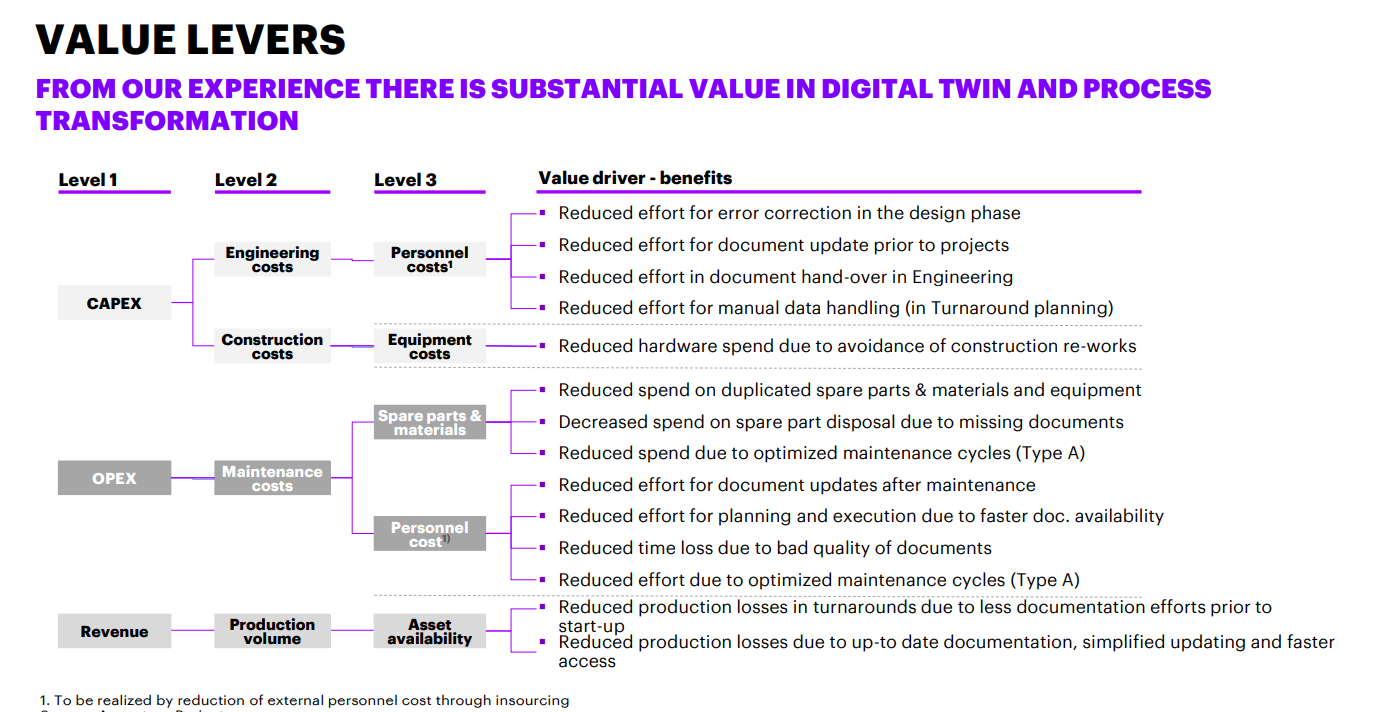 VALUE LEVERS
FROM OUR EXPERIENCE THERE IS SUBSTANTIAL VALUE IN DIGITAL TWIN AND PROCESS
TRANSFORMATION
Level 1
Level 2
Level 3
Value driver - benefits
CAPEX
Engineering
costs
Personnel
costs¹
▪ Reduced effort for error correction in the design phase
▪ Reduced effort for document update prior to projects
▪ Reduced effort in document hand-over in Engineering
▪ Reduced effort for manual data handling (in Turnaround planning)
Construction
costs
Equipment
costs
▪ Reduced hardware spend due to avoidance of construction re-works
OPEX
Maintenance
costs
Spare parts &
materials
▪ Reduced spend on duplicated spare parts & materials and equipment
▪ Decreased spend on spare part disposal due to missing documents
▪ Reduced spend due to optimized maintenance cycles (Type A)
Personnel
cost¹⁾
▪ Reduced effort for document updates after maintenance
▪ Reduced effort for planning and execution due to faster doc. availability
▪ Reduced time loss due to bad quality of documents
▪ Reduced effort due to optimized maintenance cycles (Type A)
Revenue
Production
volume
Asset
availability
▪ Reduced production losses in turnarounds due to less documentation efforts prior to
start-up
▪ Reduced production losses due to up-to date documentation, simplified updating and faster
access
1. To be realized by reduction of external personnel cost through insourcing